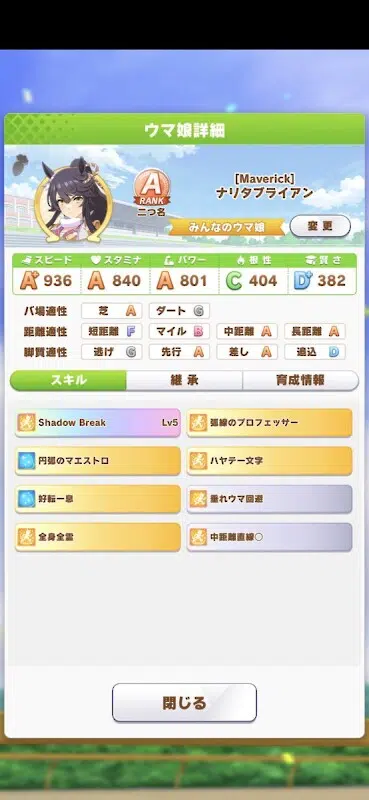 ウマ娘詳細
A
RANK
二つ名
[Maverick]
ナリタブライアン
みんなのウマ娘
変更
スピード スタミナ パワー 根性 賢さ
A+ 936 A 840 A 801 C 404 D+ 382
バ場適性 芝 A ダート G
距離適性 短距離 F マイル B 中距離 A 長距離 A
脚質適性 逃げ G 先行 A 差し A 追込 D
スキル 継承 育成情報
Shadow Break Lv5 弧線のプロフェッサー
円弧のマエストロ ハヤテ一文字
好転一息 垂れウマ回避
全身全霊 中距離直線○
閉じる